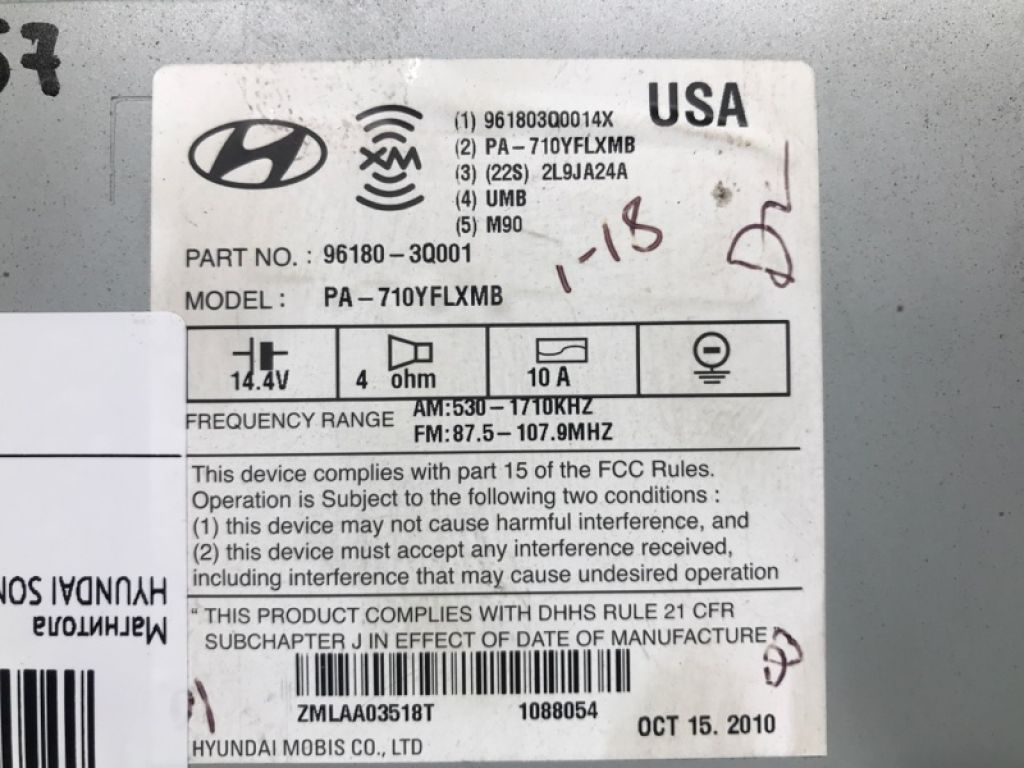 57
USA
XM
(1) 961803Q0014X
(2) PA-710YFLXMB
(3) (22S) 2L9JA24A
(4) UMB
(5) M90
1-18
PART NO. : 96180-3Q001
MODEL : PA-710YFLXMB
14.4V
4 ohm
10 A
FREQUENCY RANGE AM:530-1710KHZ
FM:87.5-107.9MHZ
This device complies with part 15 of the FCC Rules.
Operation is Subject to the following two conditions :
(1) this device may not cause harmful interference, and
(2) this device must accept any interference received,
including interference that may cause undesired operation
" THIS PRODUCT COMPLIES WITH DHHS RULE 21 CFR
SUBCHAPTER J IN EFFECT OF DATE OF MANUFACTURE "
ZMLAA03518T 1088054
OCT 15. 2010
HYUNDAI MOBIS CO., LTD
Магнитола
HYUNDAI SON